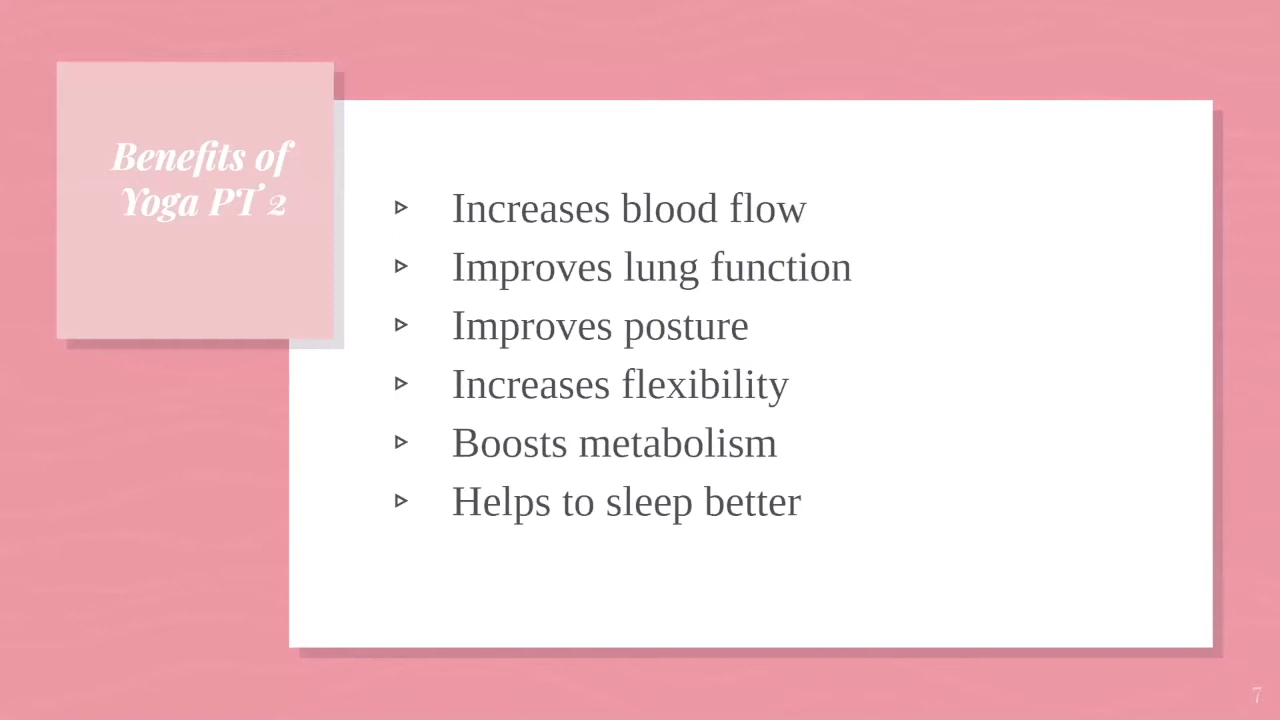 Benefits of
Yoga PT 2
Increases blood flow
Improves lung function
Improves posture
Increases flexibility
Boosts metabolism
Helps to sleep better
7